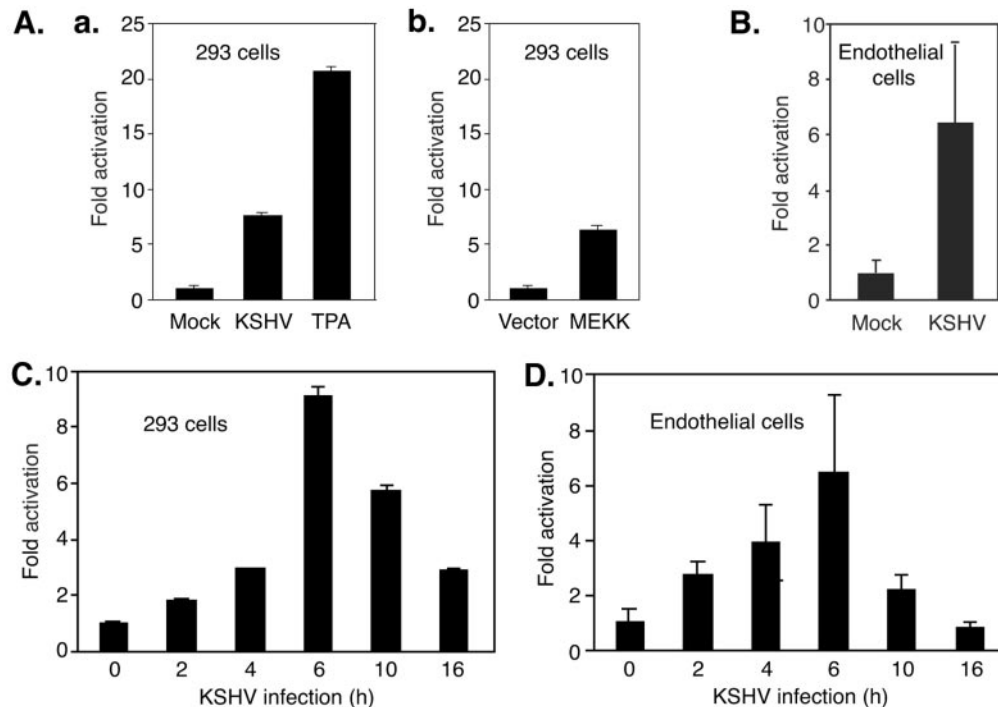 A.
a.
25
20
15
10
5
0
Fold activation
293 cells
Mock KSHV TPA
b.
25
20
15
10
5
0
Fold activation
293 cells
Vector MEKK
B.
10
8
6
4
2
0
Fold activation
Endothelial
cells
Mock KSHV
C.
10
8
6
4
2
0
Fold activation
293 cells
0 2 4 6 10 16
KSHV infection (h)
D.
10
8
6
4
2
0
Fold activation
Endothelial cells
0 2 4 6 10 16
KSHV infection (h)